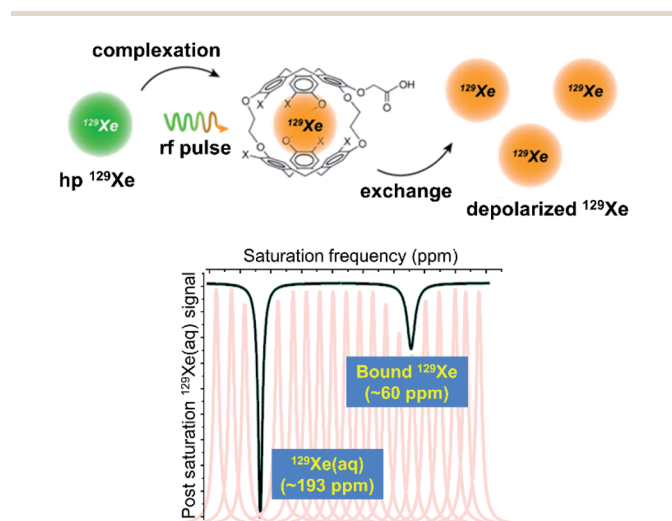 complexation
¹²⁹Xe
hp ¹²⁹Xe
rf pulse
O
OH
O
X
X
O
O
¹²⁹Xe
O
O
X
X
X
O
O
exchange
¹²⁹Xe
¹²⁹Xe
¹²⁹Xe
depolarized ¹²⁹Xe
Saturation frequency (ppm)
Post saturation ¹²⁹Xe(aq) signal
Bound ¹²⁹Xe
(~60 ppm)
¹²⁹Xe(aq)
(~193 ppm)